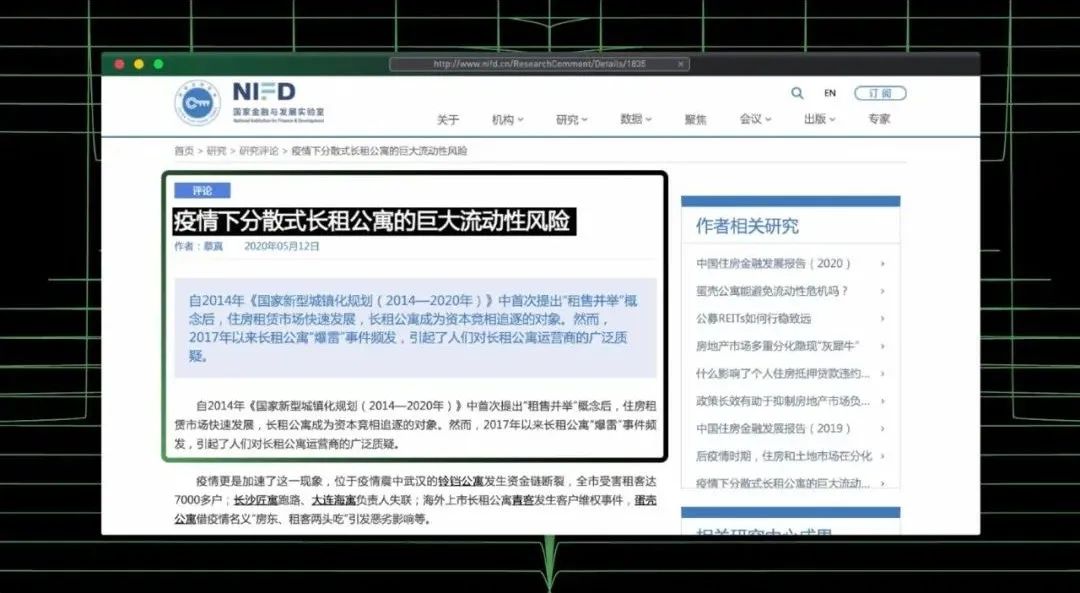 http://www.nifd.cn/ResearchComment/Details/1835
NIFD
国家金融与发展实验室
National Institution for Finance & Development
EN
订阅
关于 机构 研究 数据 聚焦 会议 出版 专家
首页 > 研究 > 研究评论 > 疫情下分散式长租公寓的巨大流动性风险
评论
疫情下分散式长租公寓的巨大流动性风险
作者：蔡真 2020年05月12日
自2014年《国家新型城镇化规划（2014—2020年）》中首次提出“租售并举”概
念后，住房租赁市场快速发展，长租公寓成为资本竞相追逐的对象。然而，
2017年以来长租公寓“爆雷”事件频发，引起了人们对长租公寓运营商的广泛质
疑。
自2014年《国家新型城镇化规划（2014—2020年）》中首次提出“租售并举”概念后，住房租
赁市场快速发展，长租公寓成为资本竞相追逐的对象。然而，2017年以来长租公寓“爆雷”事件频
发，引起了人们对长租公寓运营商的广泛质疑。
疫情更是加速了这一现象，位于疫情震中武汉的铃铛公寓发生资金链断裂，全市受害租客达
7000多户；长沙匠寓跑路、大连海寓负责人失联；海外上市长租公寓青客发生客户维权事件，蛋壳
公寓借疫情名义“房东、租客两头吃”引发恶劣影响等。
作者相关研究
中国住房金融发展报告（2020）
蛋壳公寓能避免流动性危机吗？
公募REITs如何行稳致远
房地产市场多重分化隐现“灰犀牛”
什么影响了个人住房抵押贷款违约...
政策长效有助于抑制房地产市场负...
中国住房金融发展报告（2019）
后疫情时期，住房和土地市场在分化
疫情下分散式长租公寓的巨大流动...
相关研究中心成果